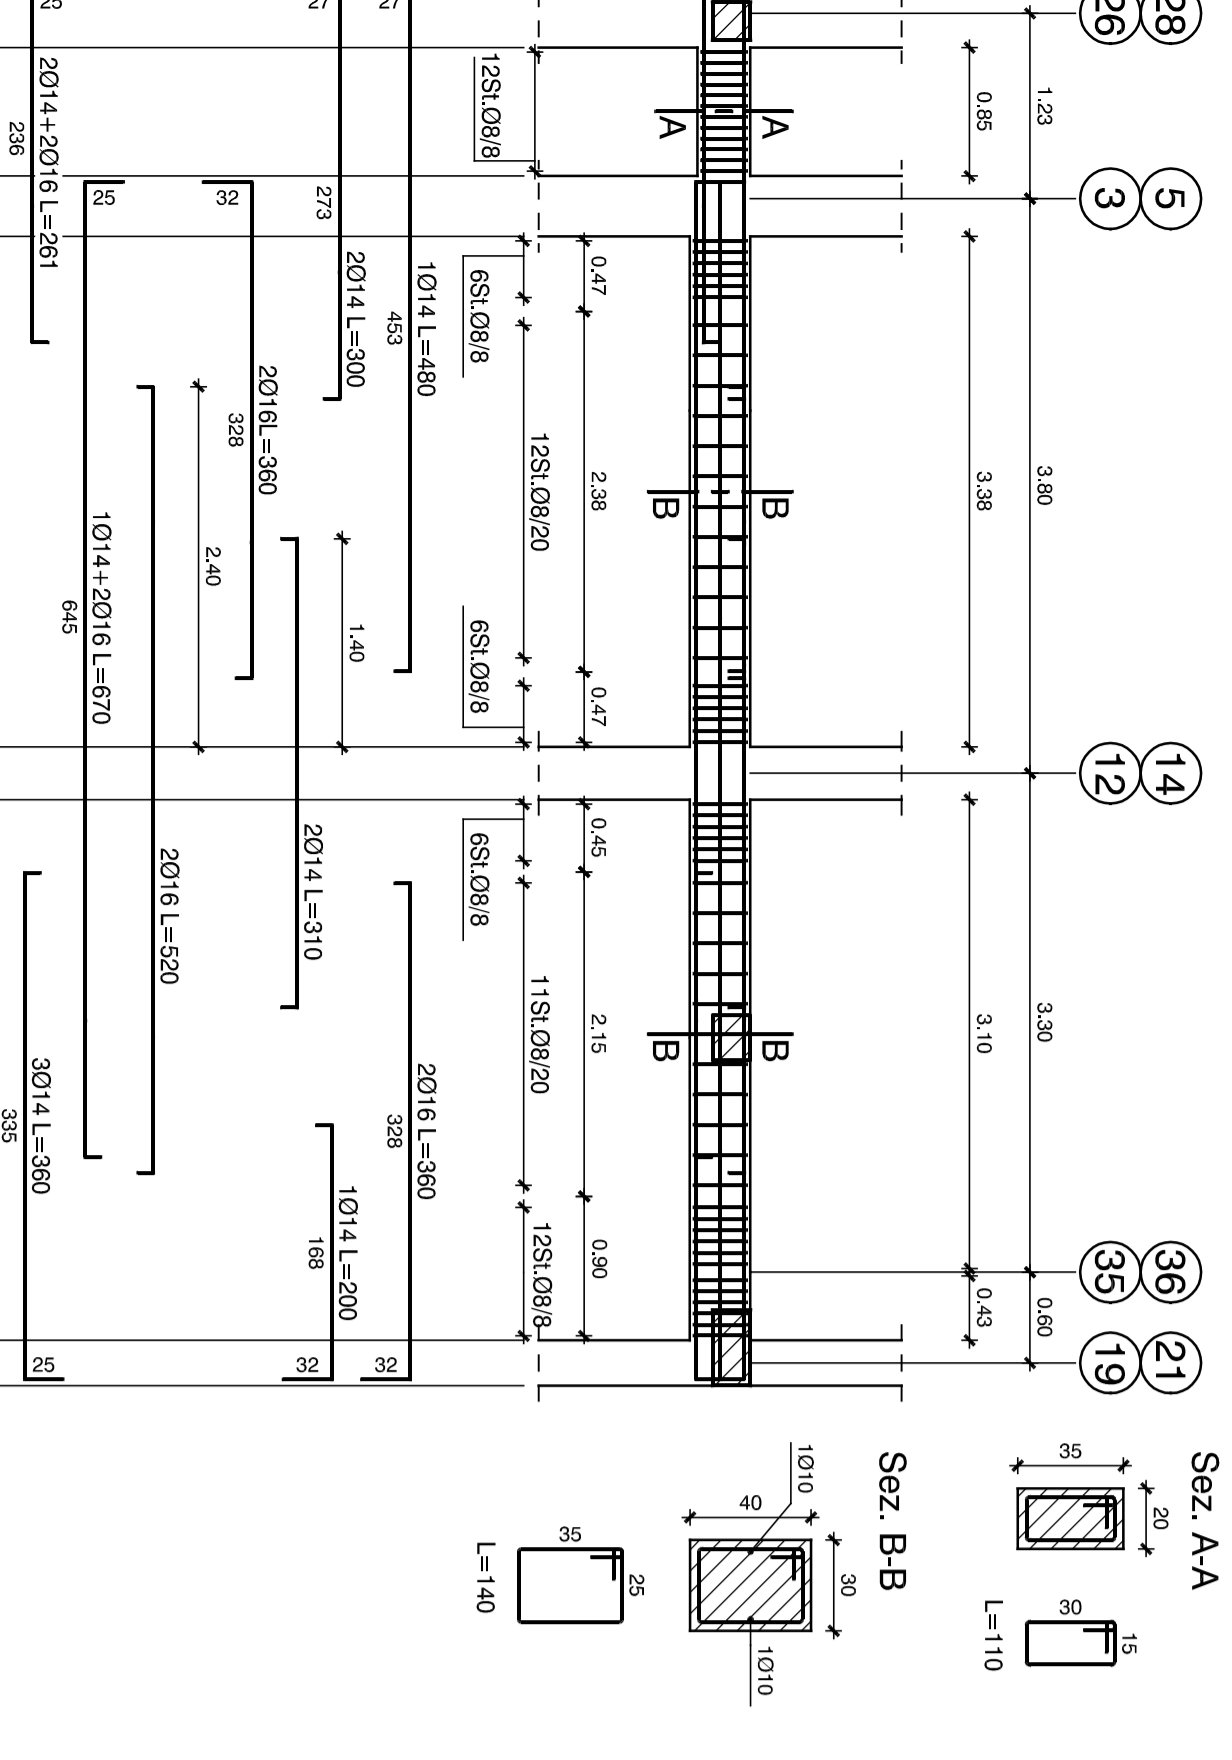 28 5 14 36 21
26 3 12 35 19
1.23 3.80 3.30 0.60
0.85 3.38 3.10 0.43
A B B
A B B
0.47 2.38 0.47 0.45 2.15 0.90
12St.Ø8/8 12St.Ø8/20 11St.Ø8/20 12St.Ø8/8
6St.Ø8/8 6St.Ø8/8 6St.Ø8/8
1Ø14 L=480 2Ø16 L=360
27 453 328 32
2Ø14 L=300 1.40 1Ø14 L=200
27 273 168 32
2Ø14 L=310
2Ø16L=360
32 328
2.40
2Ø16 L=520
25 1Ø14+2Ø16 L=670
645
2Ø14+2Ø16 L=261 3Ø14 L=360
25 236 335 25
Sez. A-A
35 20
30 15
L=110
Sez. B-B
40 30
1Ø10 1Ø10
35 25
L=140